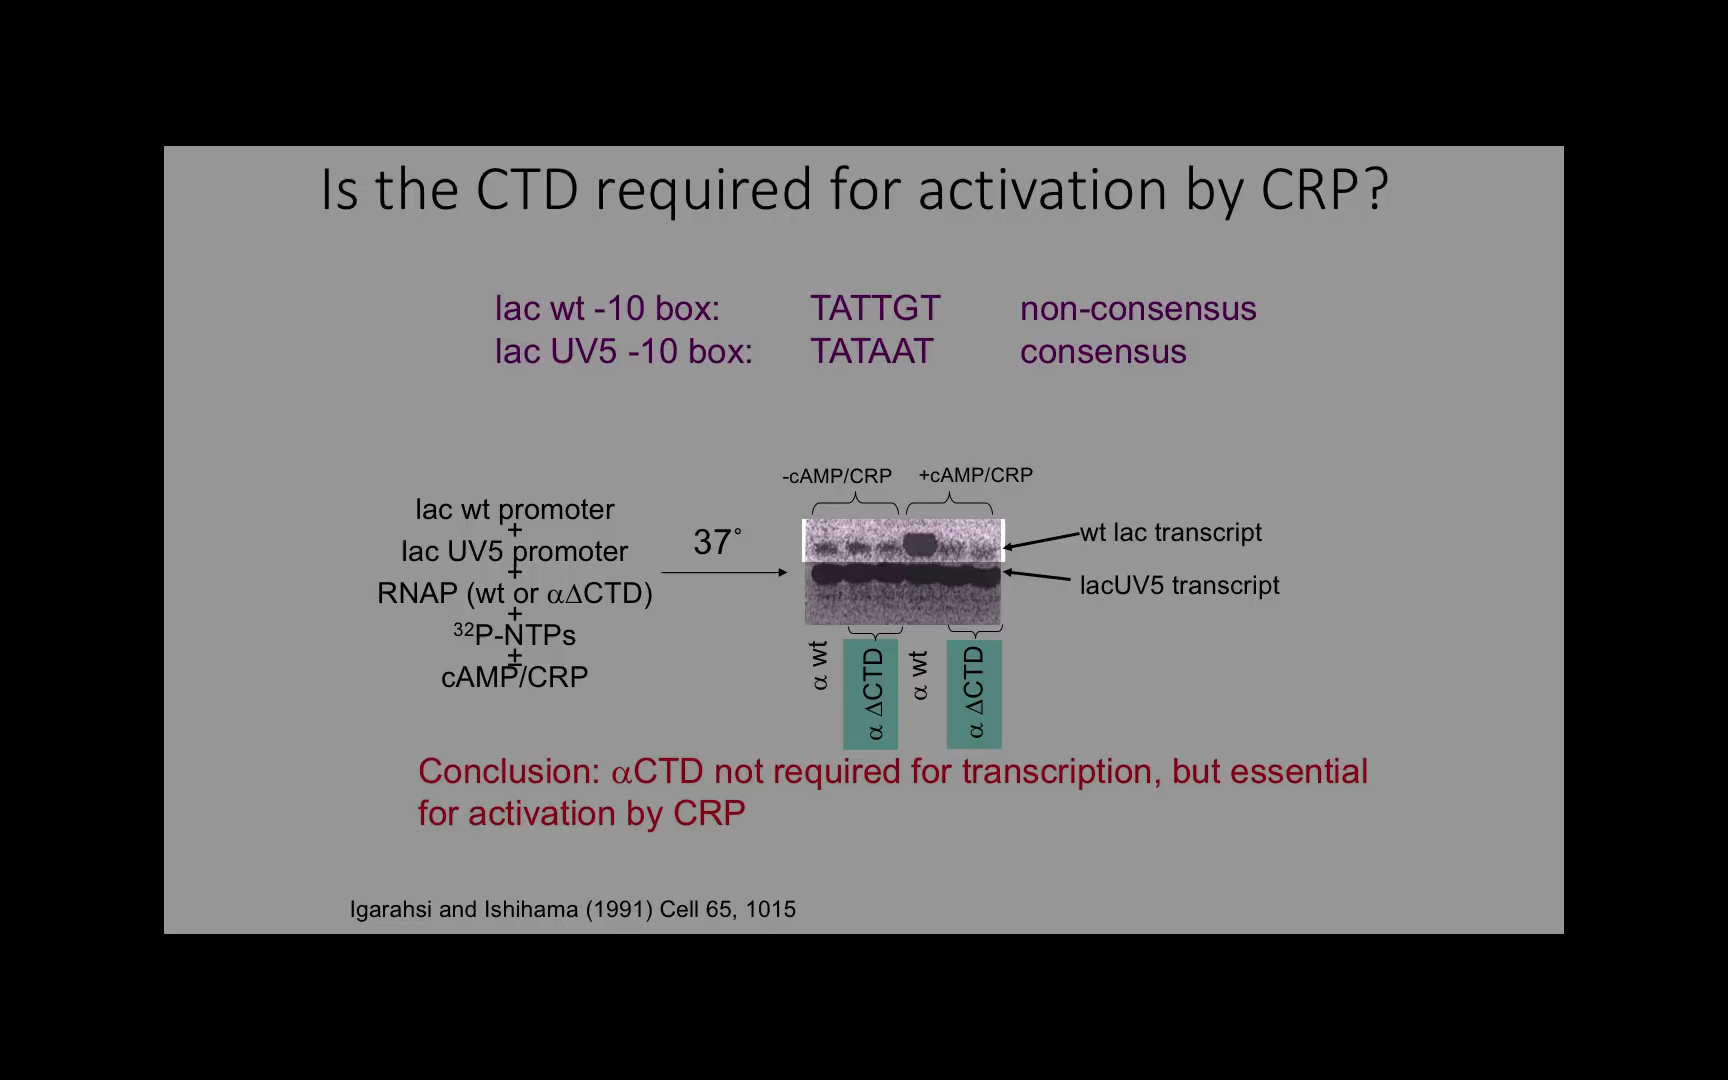 Is the CTD required for activation by CRP?
lac wt -10 box: TATTGT non-consensus
lac UV5 -10 box: TATAAT consensus
-cAMP/CRP +cAMP/CRP
lac wt promoter
+
lac UV5 promoter
+
RNAP (wt or αΔCTD)
+
32P-NTPs
±
cAMP/CRP
37°
wt lac transcript
lacUV5 transcript
α wt
α ΔCTD
α wt
α ΔCTD
Conclusion: αCTD not required for transcription, but essential
for activation by CRP
Igarahsi and Ishihama (1991) Cell 65, 1015